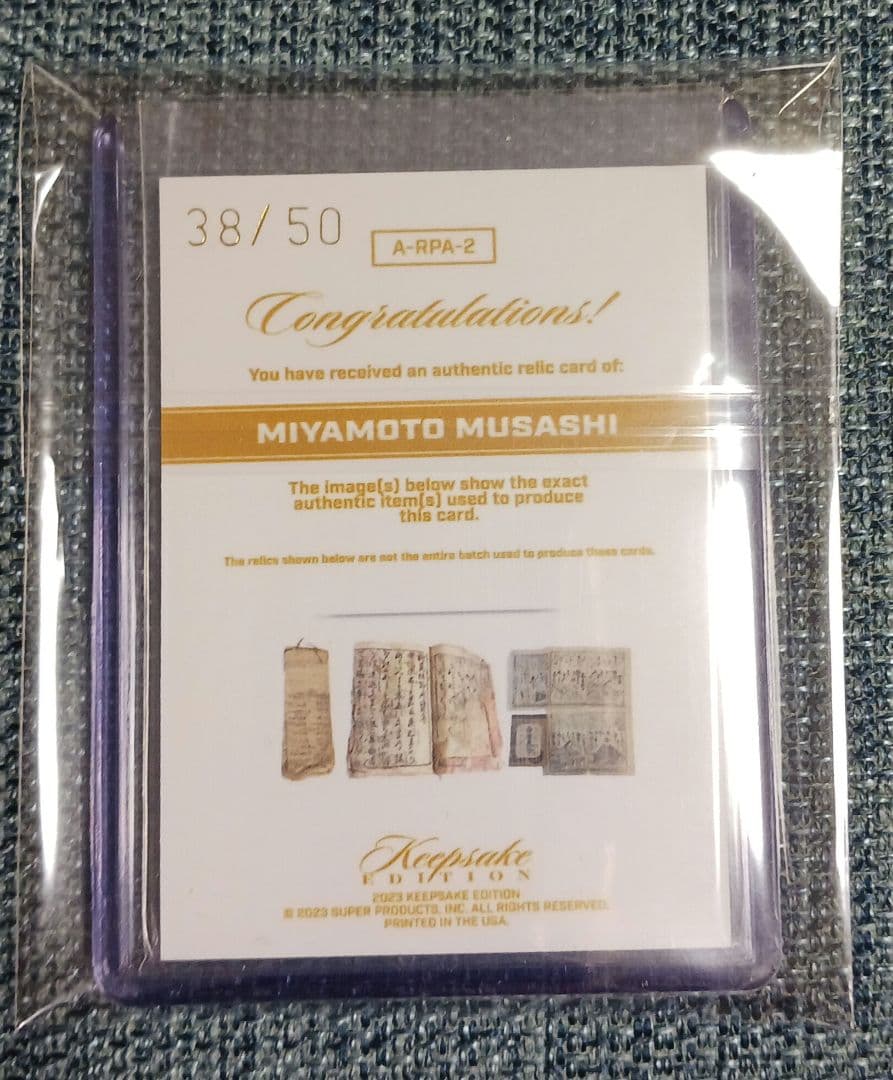 38/50
A-RPA-2
Congratulations!
You have received an authentic relic card of:
MIYAMOTO MUSASHI
The image(s) below show the exact
authentic item(s) used to produce
this card.
The relics shown below are not the entire batch used to produce these cards.
Keepsake
EDITION
2023 KEEPSAKE EDITION
© 2023 SUPER PRODUCTS, INC. ALL RIGHTS RESERVED.
PRINTED IN THE USA.